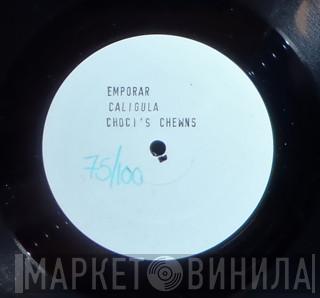 EMPORAR
CALIGULA
CHOCI'S CHEWNS
75/100
МАРКЕТ ВИНИЛА